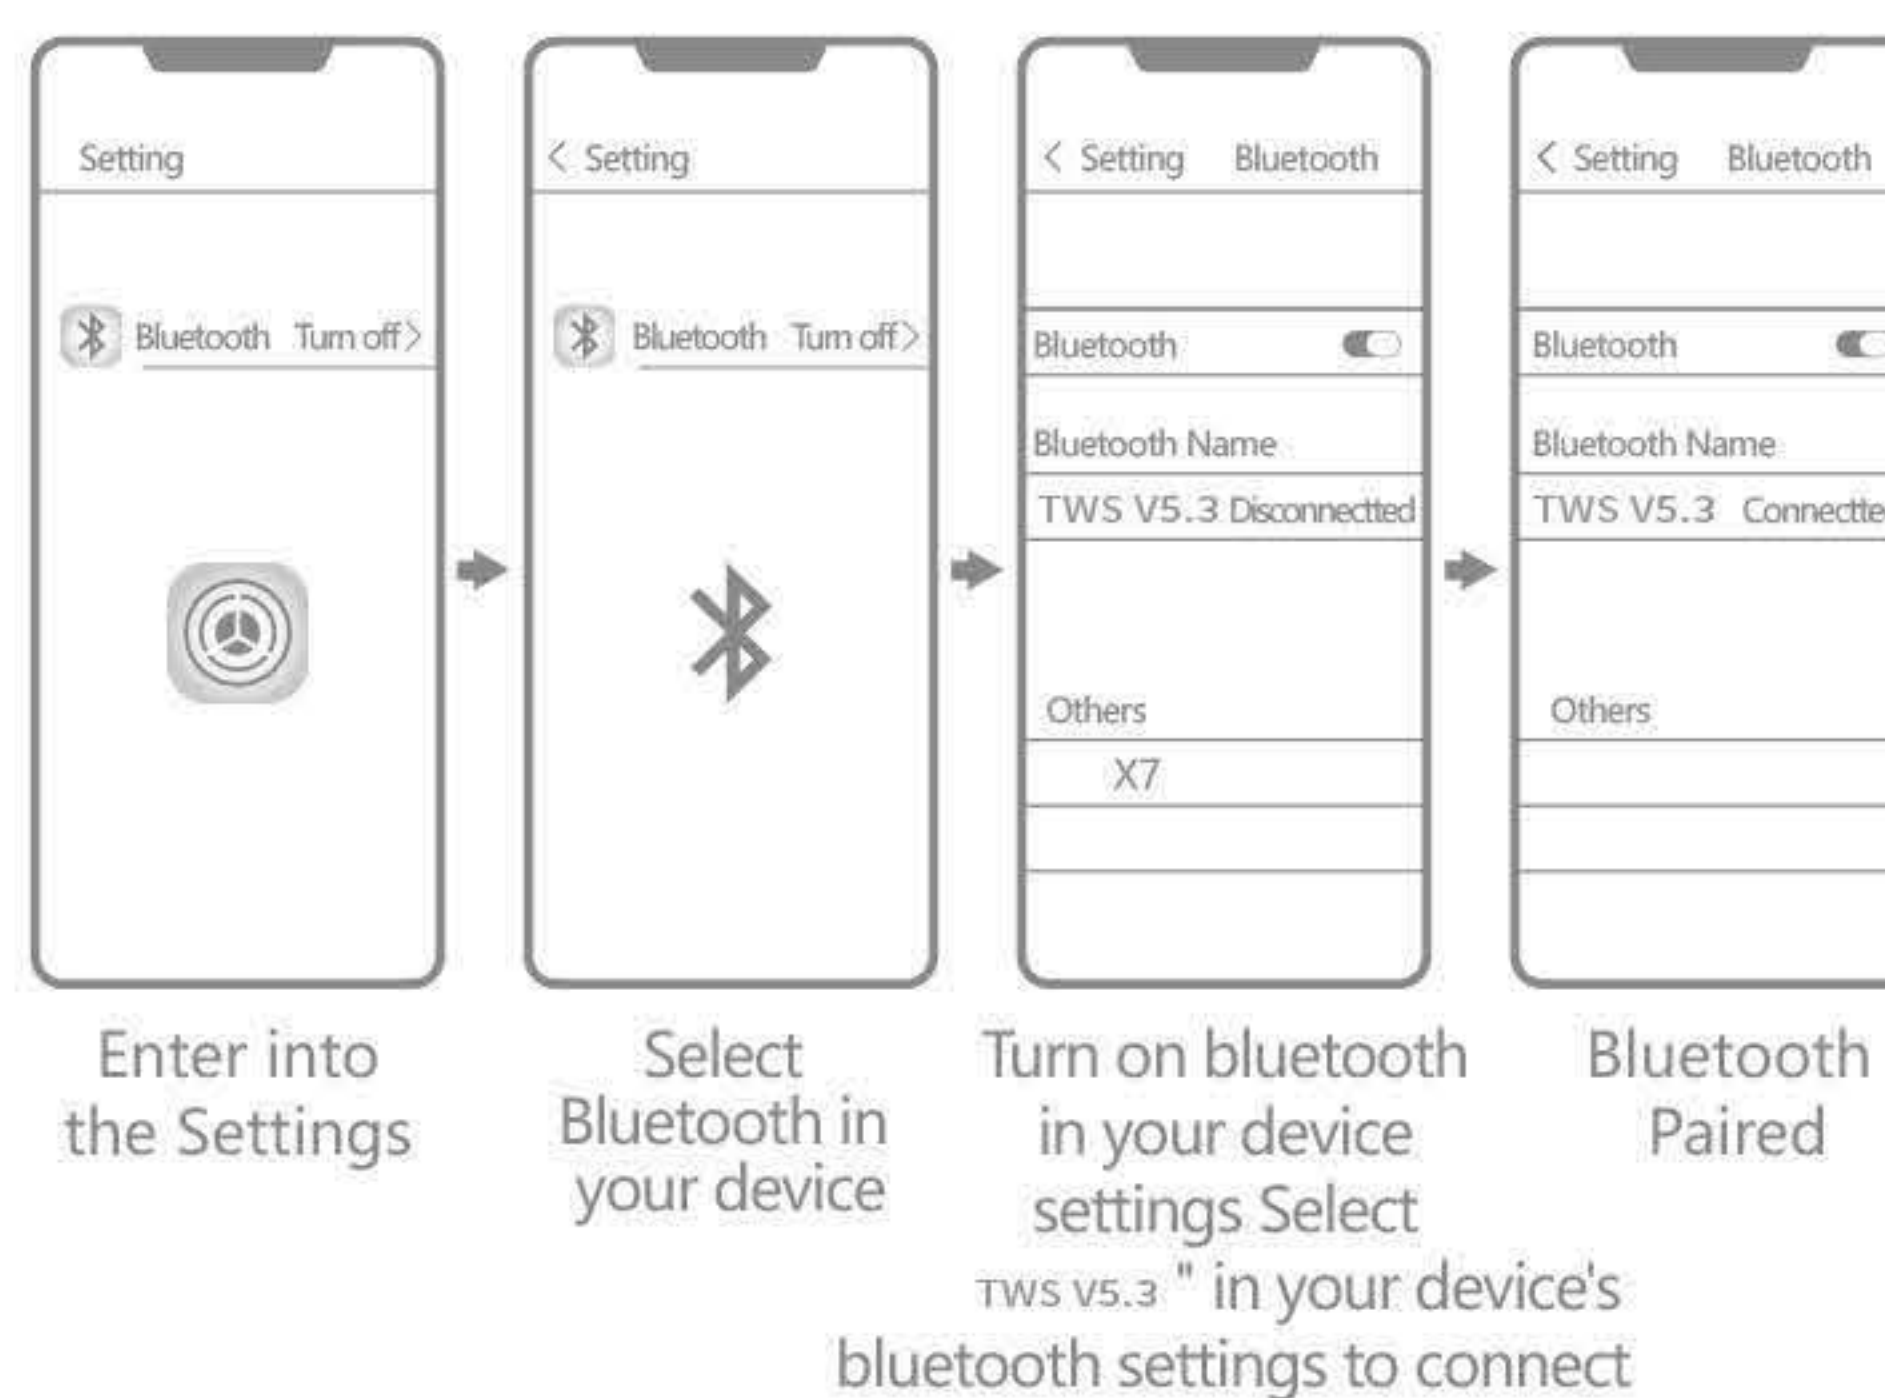 Setting
Bluetooth Turn off >
Enter into
the Settings
< Setting
Bluetooth Turn off >
Select
Bluetooth in
your device
< Setting Bluetooth
Bluetooth
Bluetooth Name
TWS V5.3 Disconnectted
Others
X7
Turn on bluetooth
in your device
settings Select
TWS V5.3 " in your device's
bluetooth settings to connect
< Setting Bluetooth
Bluetooth
Bluetooth Name
TWS V5.3 Connectte
Others
Bluetooth
Paired